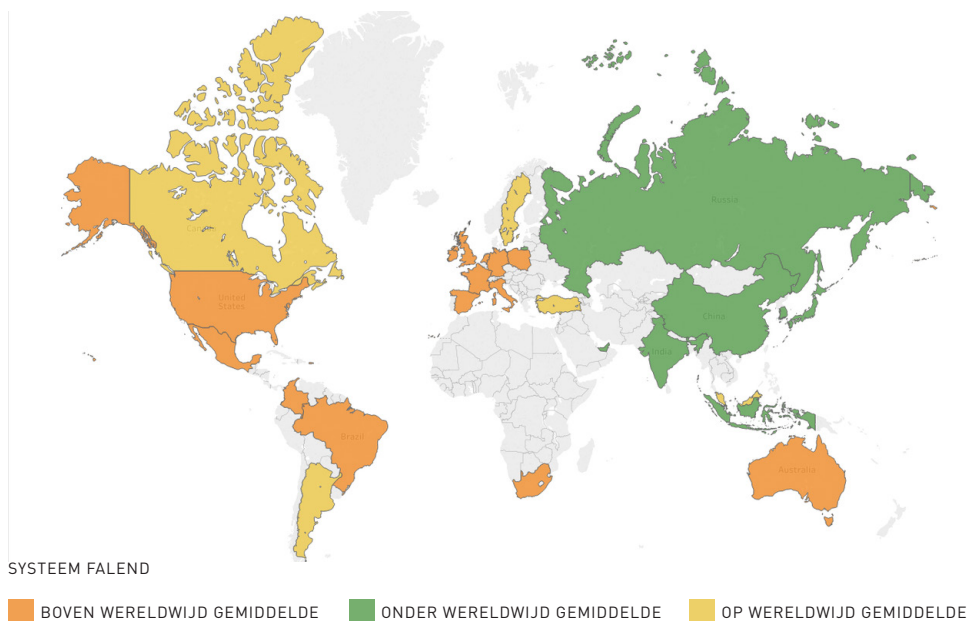 Russia
Canada
United
States
China
India
Brazil
Australia
SYSTEEM FALEND
BOVEN WERELDWIJD GEMIDDELDE
ONDER WERELDWIJD GEMIDDELDE
OP WERELDWIJD GEMIDDELDE